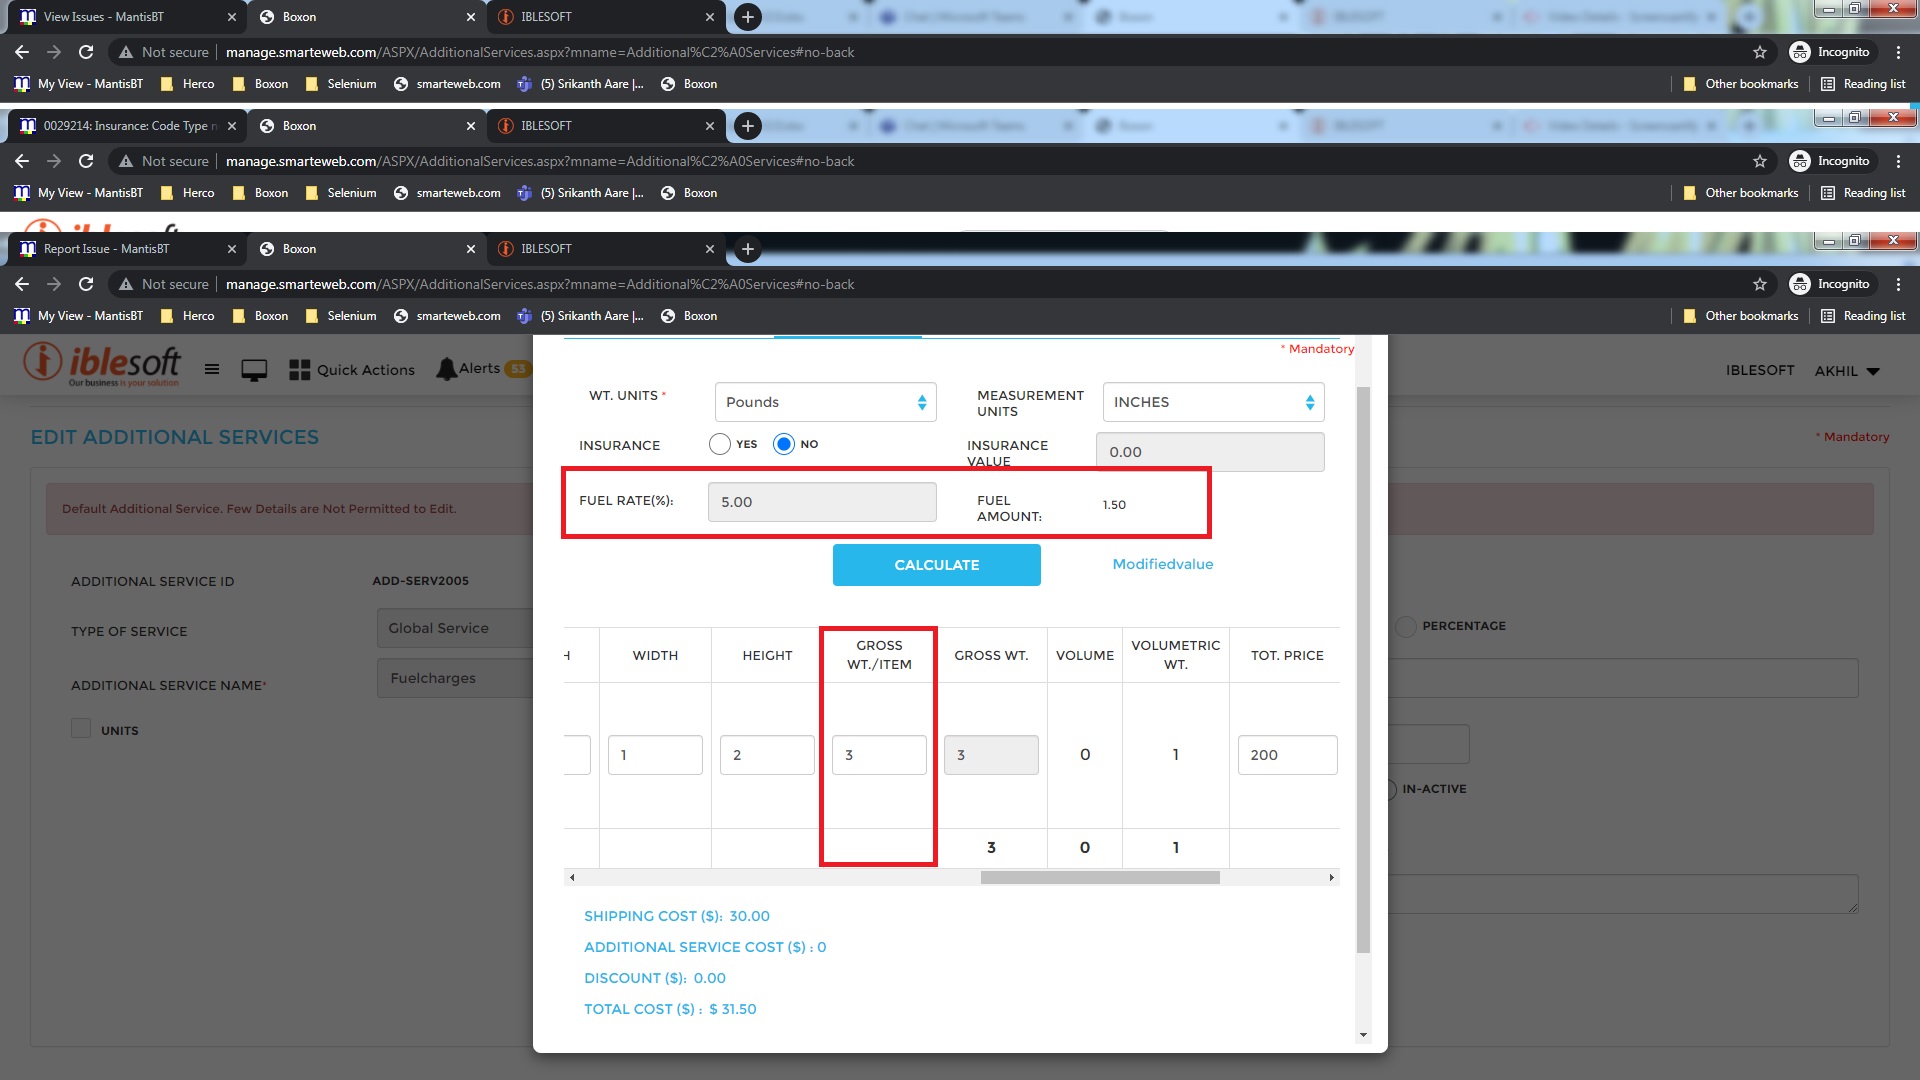 View Issues - MantisBT
Boxon
IBLESOFT
Not secure manage.smarteweb.com/ASPX/AdditionalServices.aspx?mname=Additional%C2%A0Services#no-back
Incognito
My View - MantisBT Herco Boxon Selenium smarteweb.com (5) Srikanth Aare |... Boxon
Other bookmarks Reading list
0029214: Insurance: Code Type n
Boxon
IBLESOFT
Not secure manage.smarteweb.com/ASPX/AdditionalServices.aspx?mname=Additional%C2%A0Services#no-back
Incognito
My View - MantisBT Herco Boxon Selenium smarteweb.com (5) Srikanth Aare |... Boxon
Other bookmarks Reading list
Report Issue - MantisBT
Boxon
IBLESOFT
Not secure manage.smarteweb.com/ASPX/AdditionalServices.aspx?mname=Additional%C2%A0Services#no-back
Incognito
My View - MantisBT Herco Boxon Selenium smarteweb.com (5) Srikanth Aare |... Boxon
Other bookmarks Reading list
iblesoft
Our business is your solution
Quick Actions
Alerts 53
IBLESOFT AKHIL
EDIT ADDITIONAL SERVICES
* Mandatory
Default Additional Service. Few Details are Not Permitted to Edit.
ADDITIONAL SERVICE ID ADD-SERV2005
TYPE OF SERVICE Global Service
PERCENTAGE
ADDITIONAL SERVICE NAME* Fuelcharges
UNITS
IN-ACTIVE
* Mandatory
WT. UNITS * Pounds
MEASUREMENT UNITS INCHES
INSURANCE YES NO
INSURANCE VALUE 0.00
FUEL RATE(%): 5.00
FUEL AMOUNT: 1.50
CALCULATE
Modifiedvalue
H WIDTH HEIGHT GROSS WT./ITEM GROSS WT. VOLUME VOLUMETRIC WT. TOT. PRICE
1 2 3 3 0 1 200
3 0 1
SHIPPING COST ($): 30.00
ADDITIONAL SERVICE COST ($) : 0
DISCOUNT ($): 0.00
TOTAL COST ($) : $ 31.50